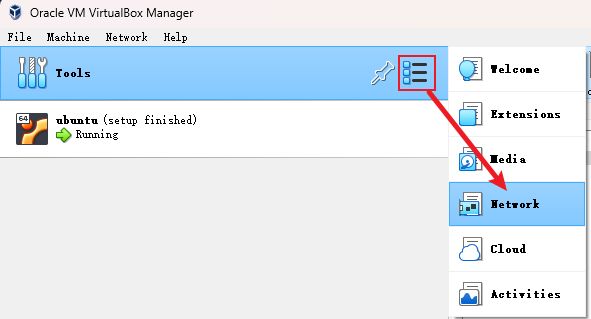 Oracle VM VirtualBox Manager
File Machine Network Help
Tools
64
ubuntu (setup finished)
Running
Welcome
Extensions
Media
Network
Cloud
Activities